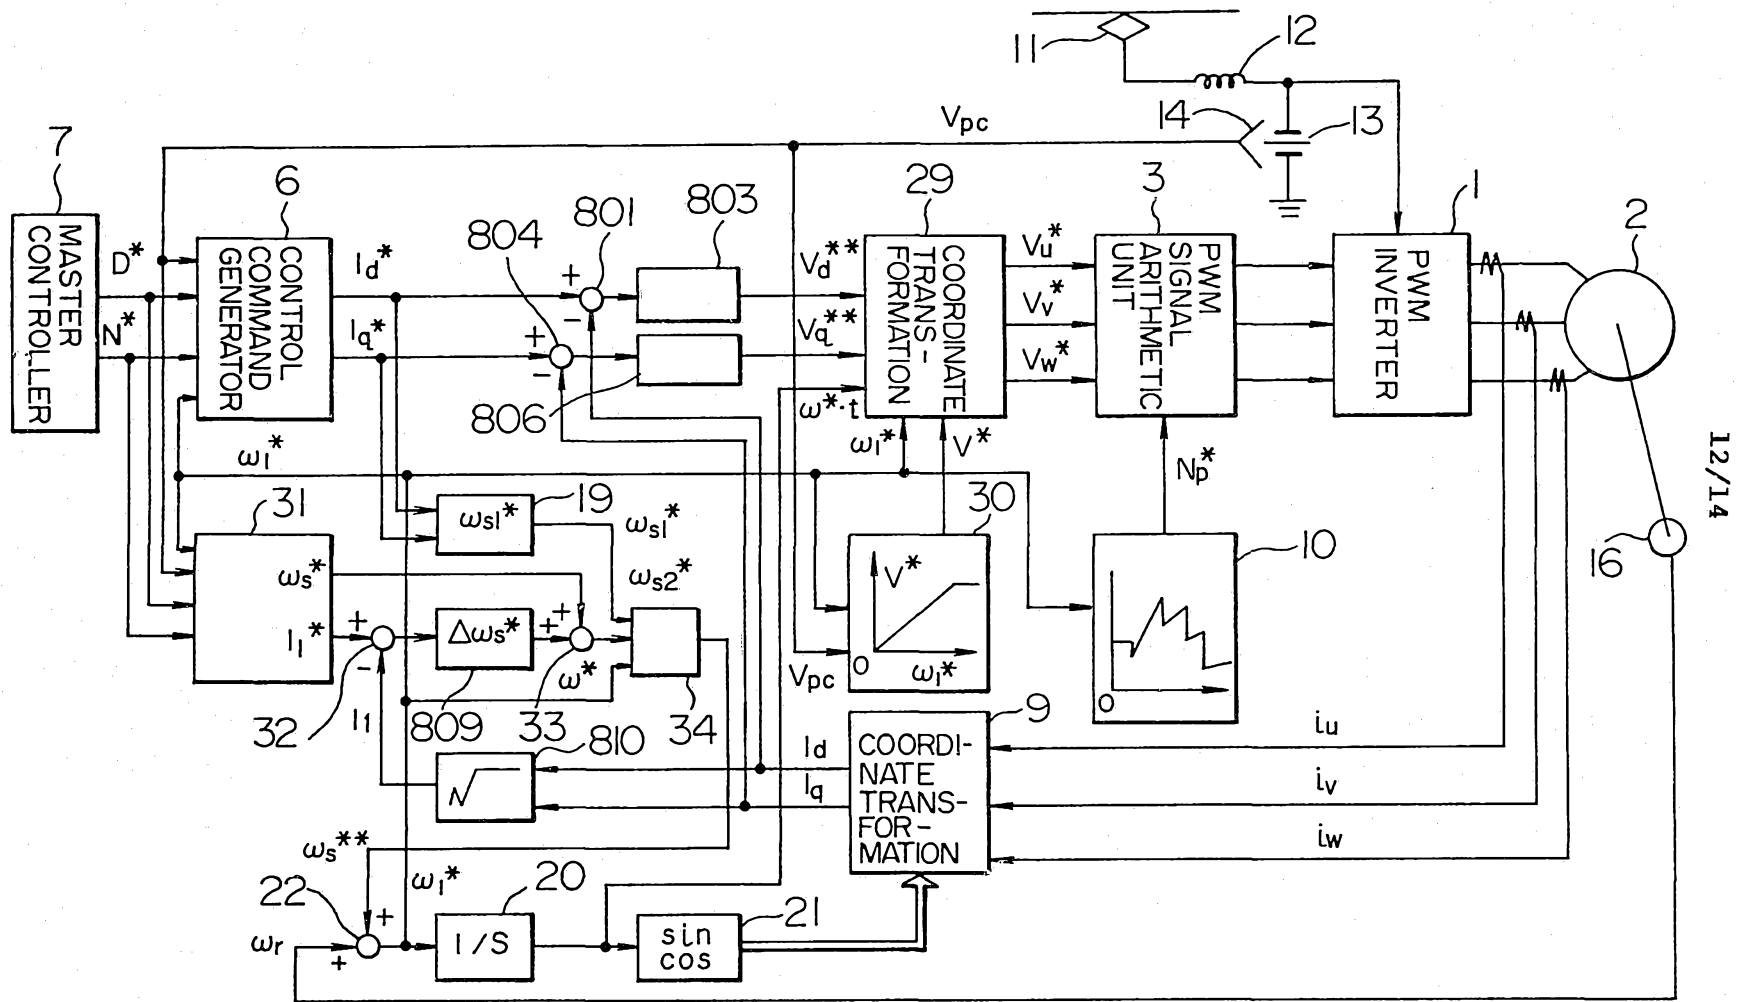 11
12
14
13
Vpc
7
MASTER
CONTROLLER
D*
N*
6
CONTROL
COMMAND
GENERATOR
Id*
Iq*
804
801
803
+
-
+
-
806
Vd**
Vq**
ω*·t
29
COORDINATE
TRANS-
FORMATION
Vu*
Vv*
Vw*
3
PWM
SIGNAL
ARITHMETIC
UNIT
1
PWM
INVERTER
2
12/14
16
ω1*
ω1*
V*
Np*
31
ωs*
I1*
19
ωs1*
ωs1*
ωs2*
+
-
32
I1
Δωs*
809
+
+
33
ω*
34
30
V*
0
ω1*
Vpc
10
0
810
√
Id
Iq
9
COORDI-
NATE
TRANS-
FOR-
MATION
iu
iv
iw
ωs**
22
ω1*
+
+
ωr
20
1/S
21
sin
cos